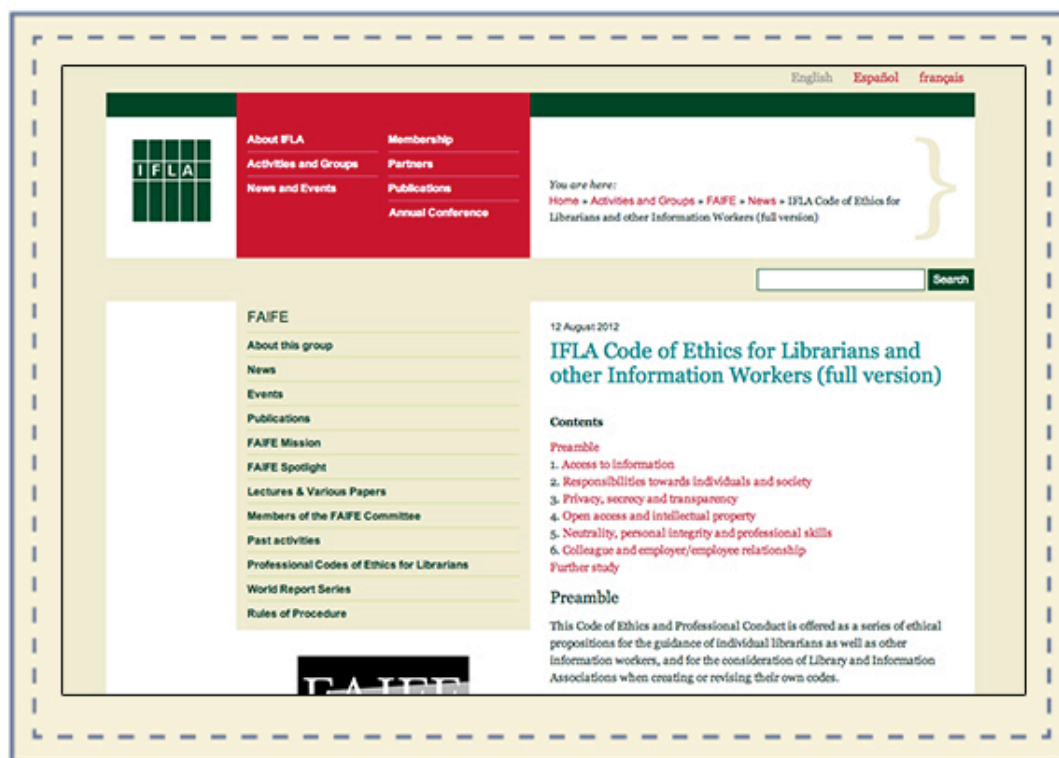 English Español français
IFLA
About IFLA
Activities and Groups
News and Events
Membership
Partners
Publications
Annual Conference
You are here:
Home » Activities and Groups » FAIFE » News » IFLA Code of Ethics for
Librarians and other Information Workers (full version)
Search
FAIFE
About this group
News
Events
Publications
FAIFE Mission
FAIFE Spotlight
Lectures & Various Papers
Members of the FAIFE Committee
Past activities
Professional Codes of Ethics for Librarians
World Report Series
Rules of Procedure
FAIFE
12 August 2012
IFLA Code of Ethics for Librarians and
other Information Workers (full version)
Contents
Preamble
1. Access to information
2. Responsibilities towards individuals and society
3. Privacy, secrecy and transparency
4. Open access and intellectual property
5. Neutrality, personal integrity and professional skills
6. Colleague and employer/employee relationship
Further study
Preamble
This Code of Ethics and Professional Conduct is offered as a series of ethical
propositions for the guidance of individual librarians as well as other
information workers, and for the consideration of Library and Information
Associations when creating or revising their own codes.